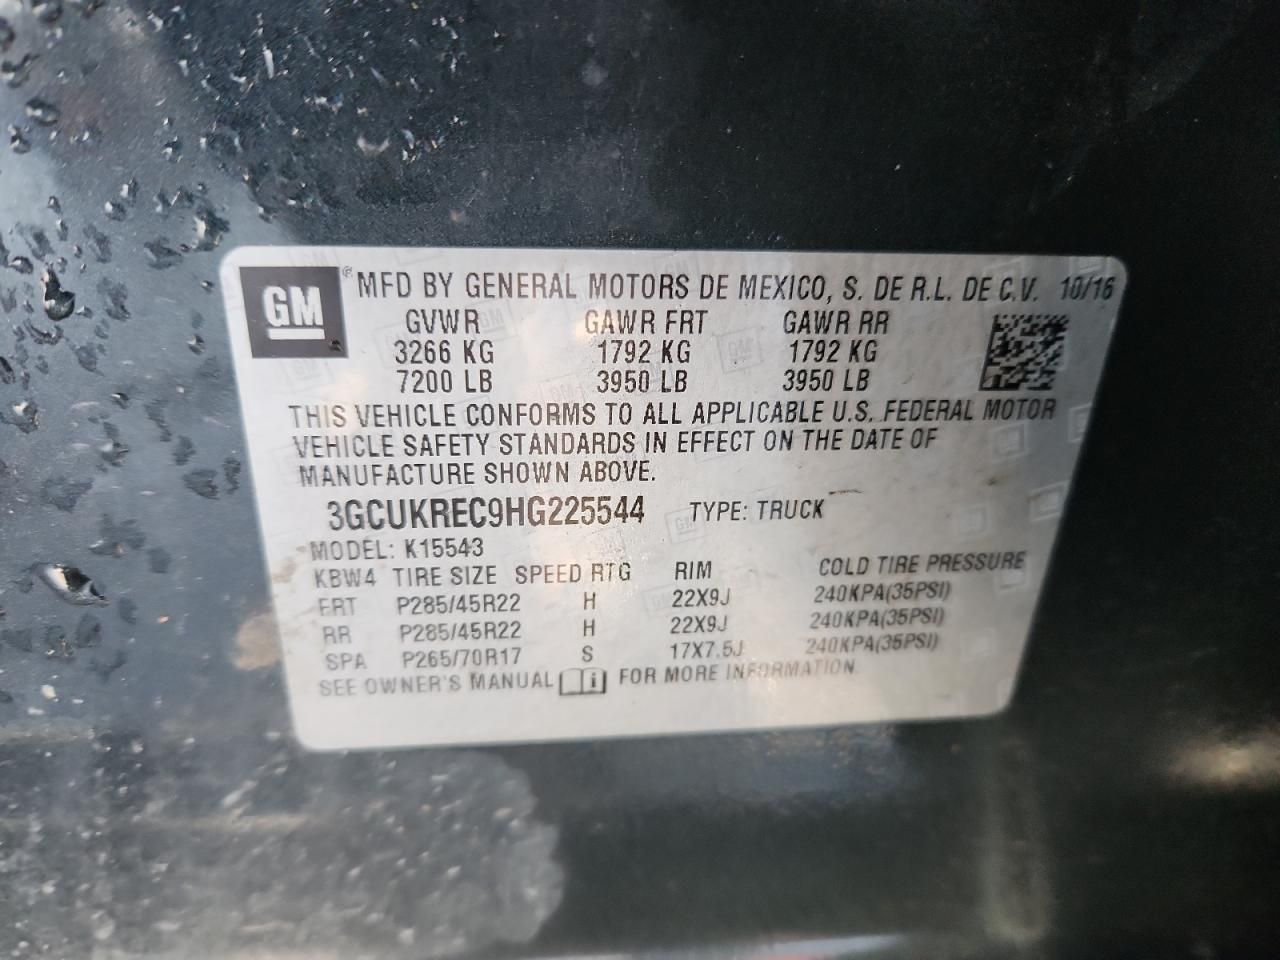 GM ® MFD BY GENERAL MOTORS DE MEXICO, S. DE R.L. DE C.V. 10/16
GVWR GAWR FRT GAWR RR
3266 KG 1792 KG 1792 KG
7200 LB 3950 LB 3950 LB
THIS VEHICLE CONFORMS TO ALL APPLICABLE U.S. FEDERAL MOTOR
VEHICLE SAFETY STANDARDS IN EFFECT ON THE DATE OF
MANUFACTURE SHOWN ABOVE.
3GCUKREC9HG225544 TYPE: TRUCK
MODEL: K15543
KBW4 TIRE SIZE SPEED RTG RIM COLD TIRE PRESSURE
FRT P285/45R22 H 22X9J 240KPA(35PSI)
RR P285/45R22 H 22X9J 240KPA(35PSI)
SPA P265/70R17 S 17X7.5J 240KPA(35PSI)
SEE OWNER'S MANUAL i FOR MORE INFORMATION.